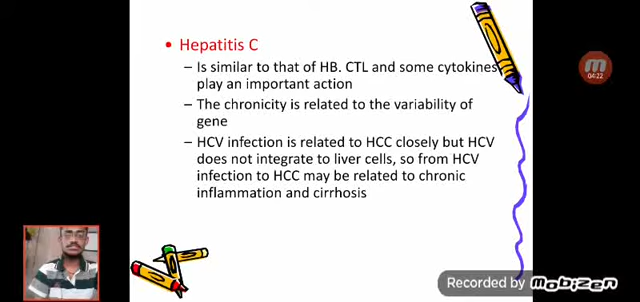 • Hepatitis C
– Is similar to that of HB. CTL and some cytokines
play an important action
– The chronicity is related to the variability of
gene
– HCV infection is related to HCC closely but HCV
does not integrate to liver cells, so from HCV
infection to HCC may be related to chronic
inflammation and cirrhosis
04:22
Recorded by mobizen